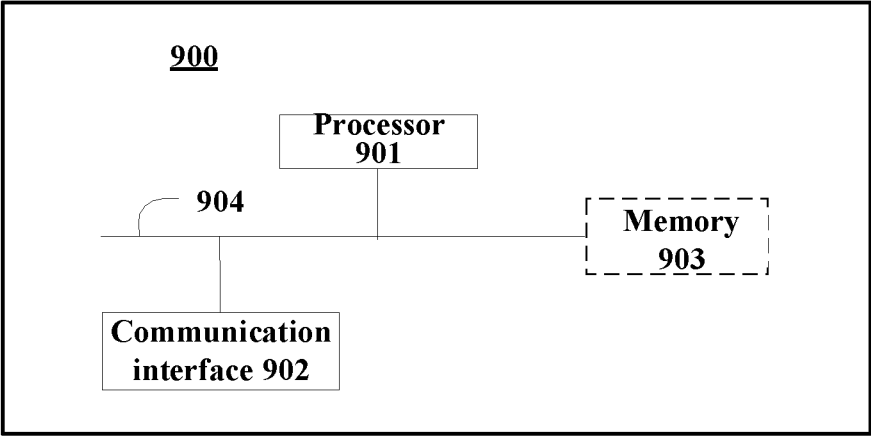 900
Processor
901
904
Memory
903
Communication
interface 902